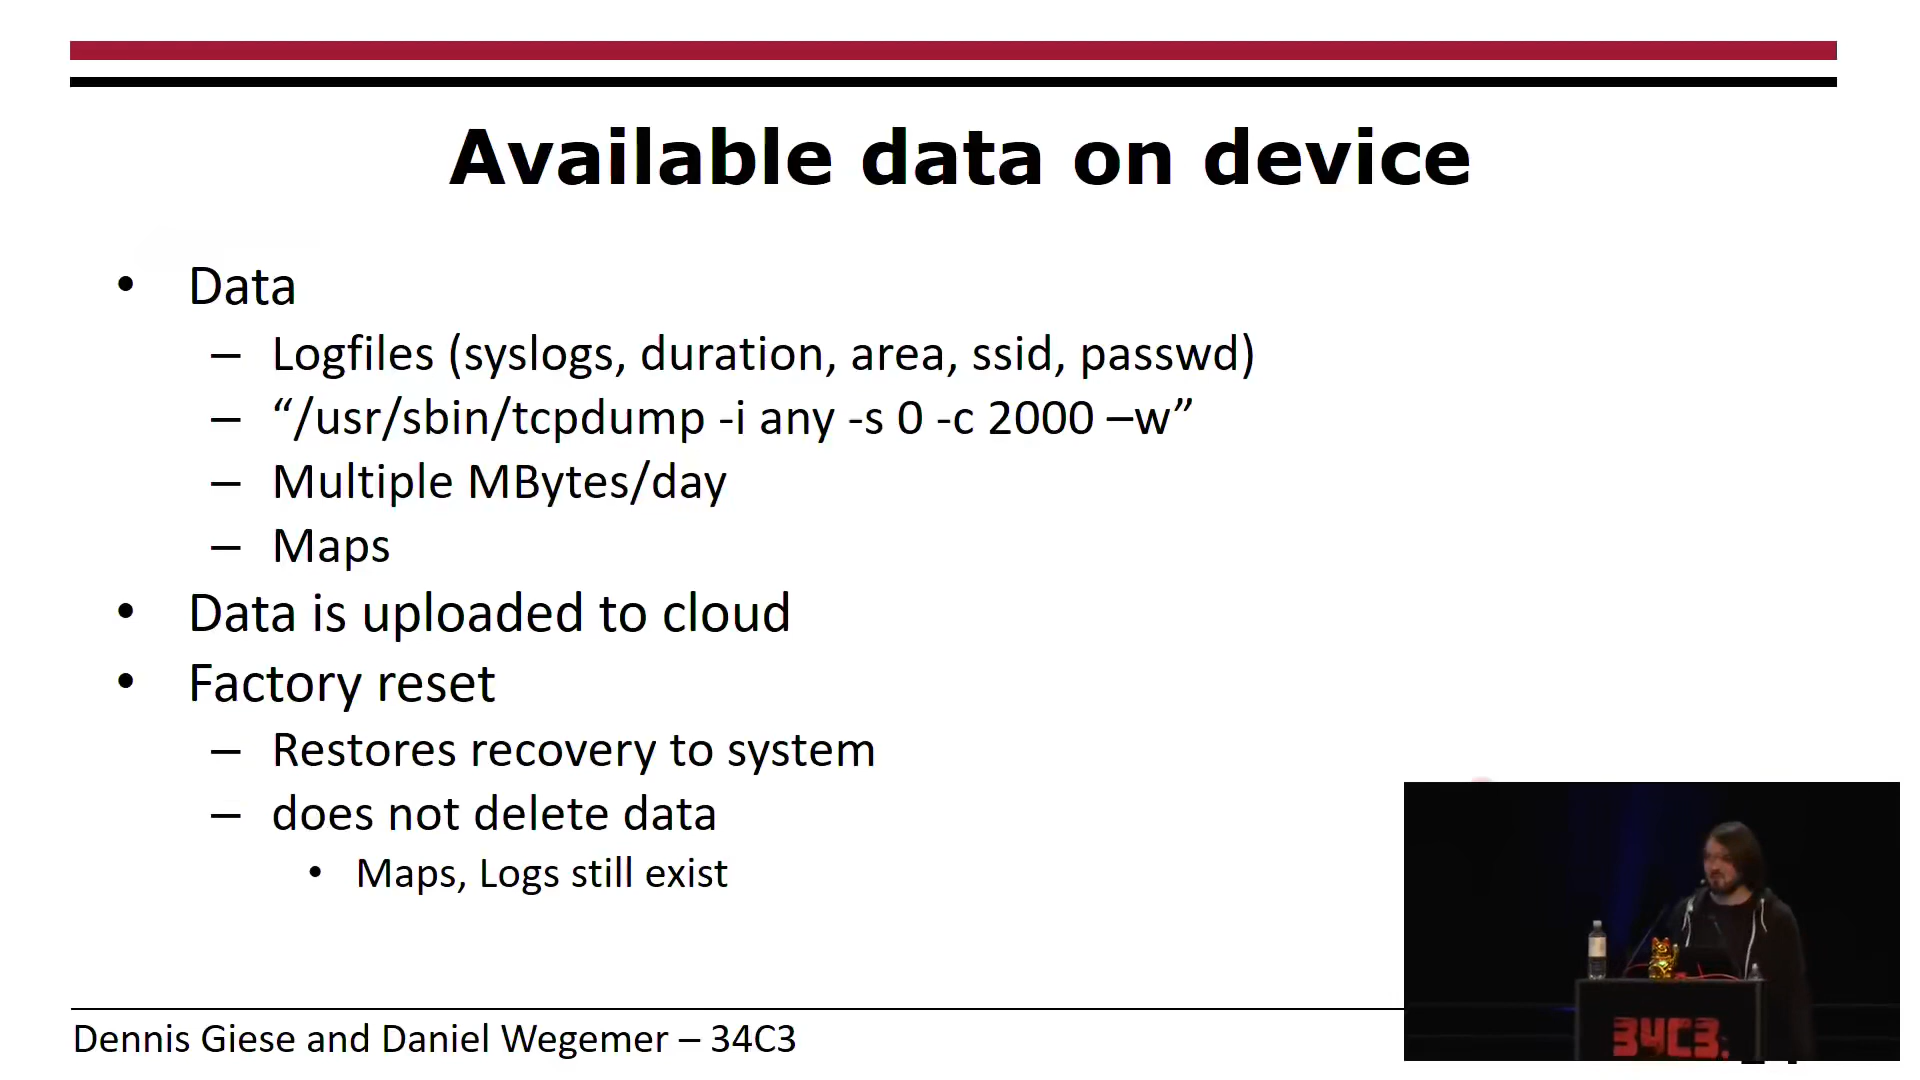 Available data on device
• Data
– Logfiles (syslogs, duration, area, ssid, passwd)
– “/usr/sbin/tcpdump -i any -s 0 -c 2000 –w”
– Multiple MBytes/day
– Maps
• Data is uploaded to cloud
• Factory reset
– Restores recovery to system
– does not delete data
• Maps, Logs still exist
Dennis Giese and Daniel Wegemer – 34C3
34C3.